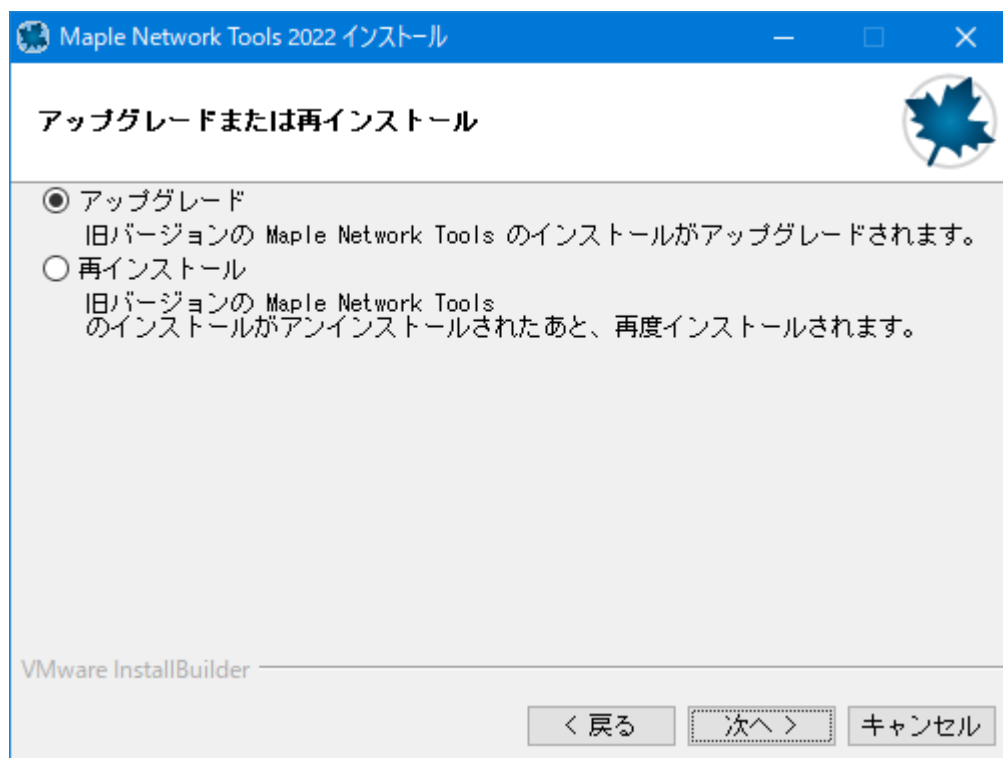 Maple Network Tools 2022 インストール
アップグレードまたは再インストール
アップグレード
旧バージョンの Maple Network Tools のインストールがアップグレードされます。
再インストール
旧バージョンの Maple Network Tools
のインストールがアンインストールされたあと、再度インストールされます。
VMware InstallBuilder
< 戻る 次へ > キャンセル